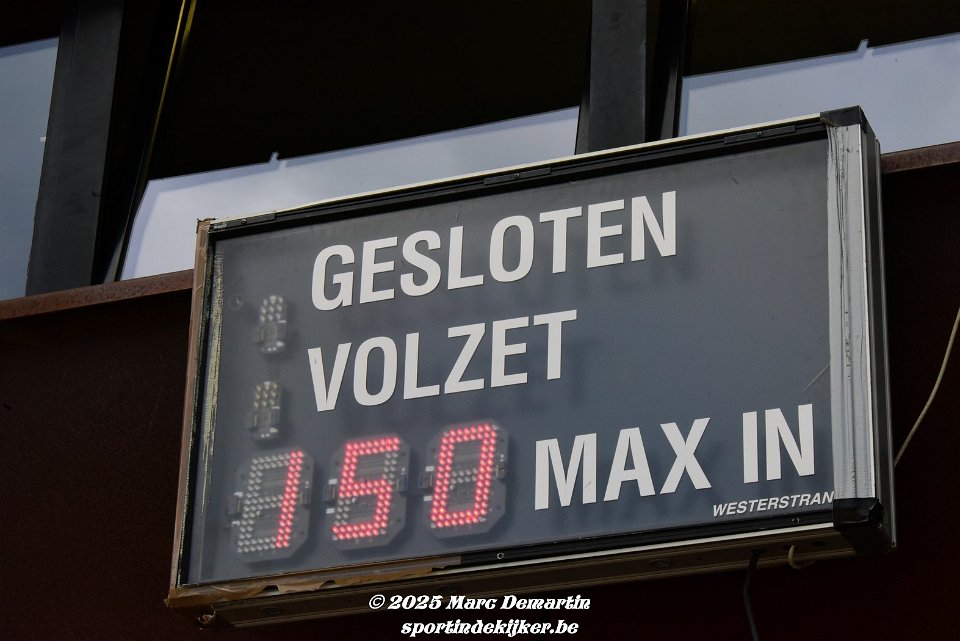 GESLOTEN
VOLZET
150 MAX IN
WESTERSTRAN
© 2025 Marc Demartin
sportindekijker.be